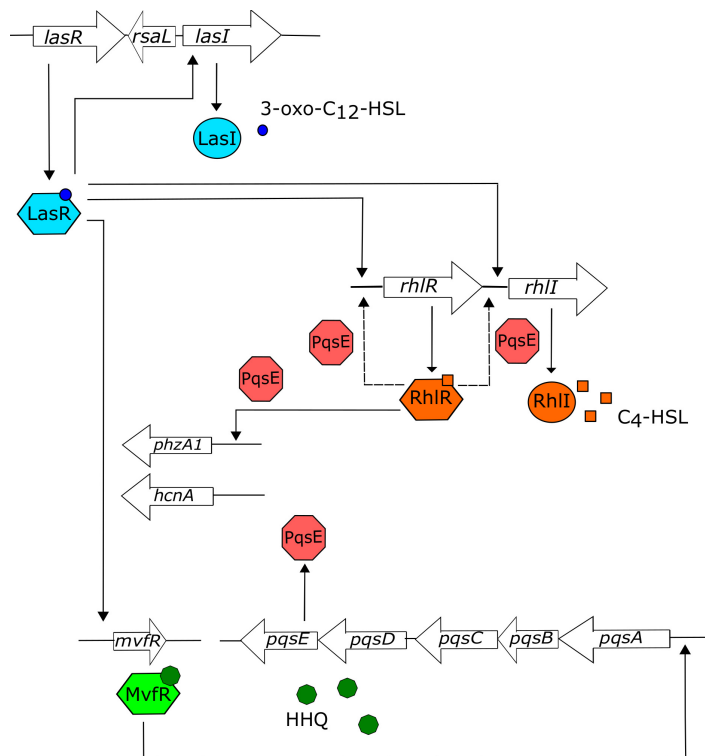 lasR rsaL lasI
3-oxo-C12-HSL
LasI
LasR
rhlR rhlI
PqsE PqsE
PqsE
RhlR RhlI
C4-HSL
phzA1
hcnA
PqsE
mvfR pqsE pqsD pqsC pqsB pqsA
MvfR
HHQ